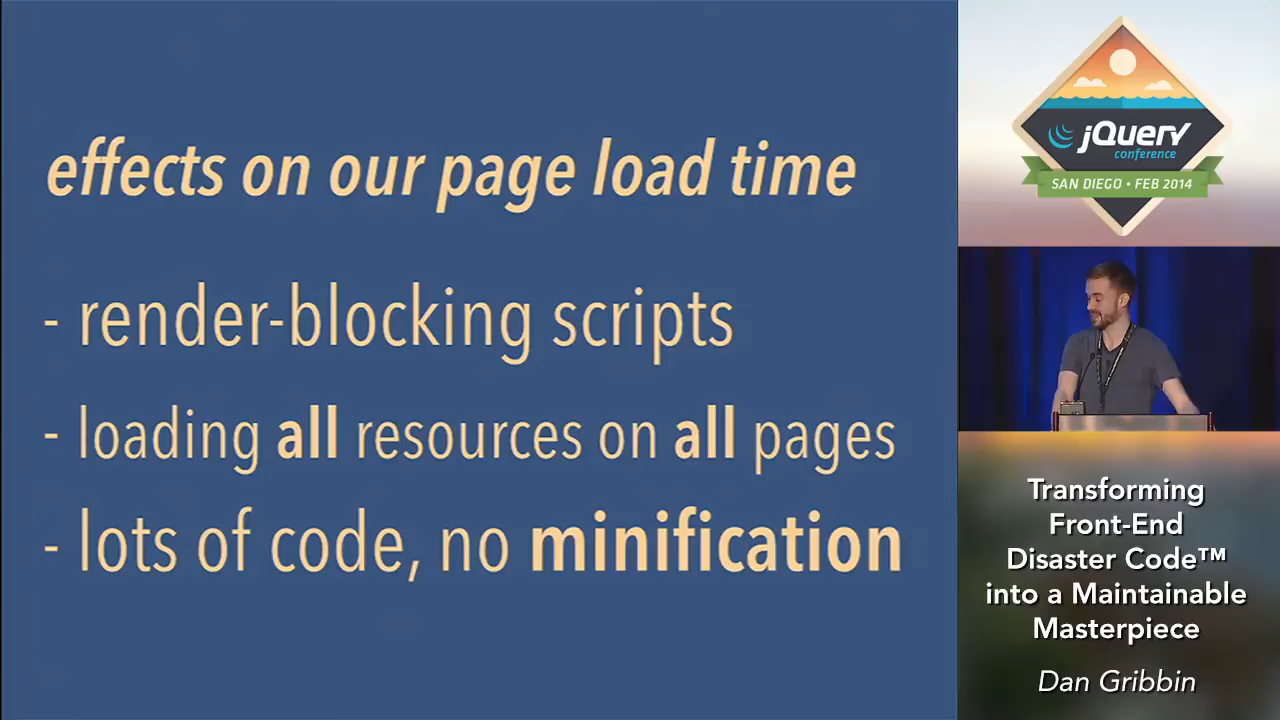 effects on our page load time
- render-blocking scripts
- loading all resources on all pages
- lots of code, no minification
jQuery
conference
SAN DIEGO • FEB 2014
Transforming
Front-End
Disaster Code™
into a Maintainable
Masterpiece
Dan Gribbin